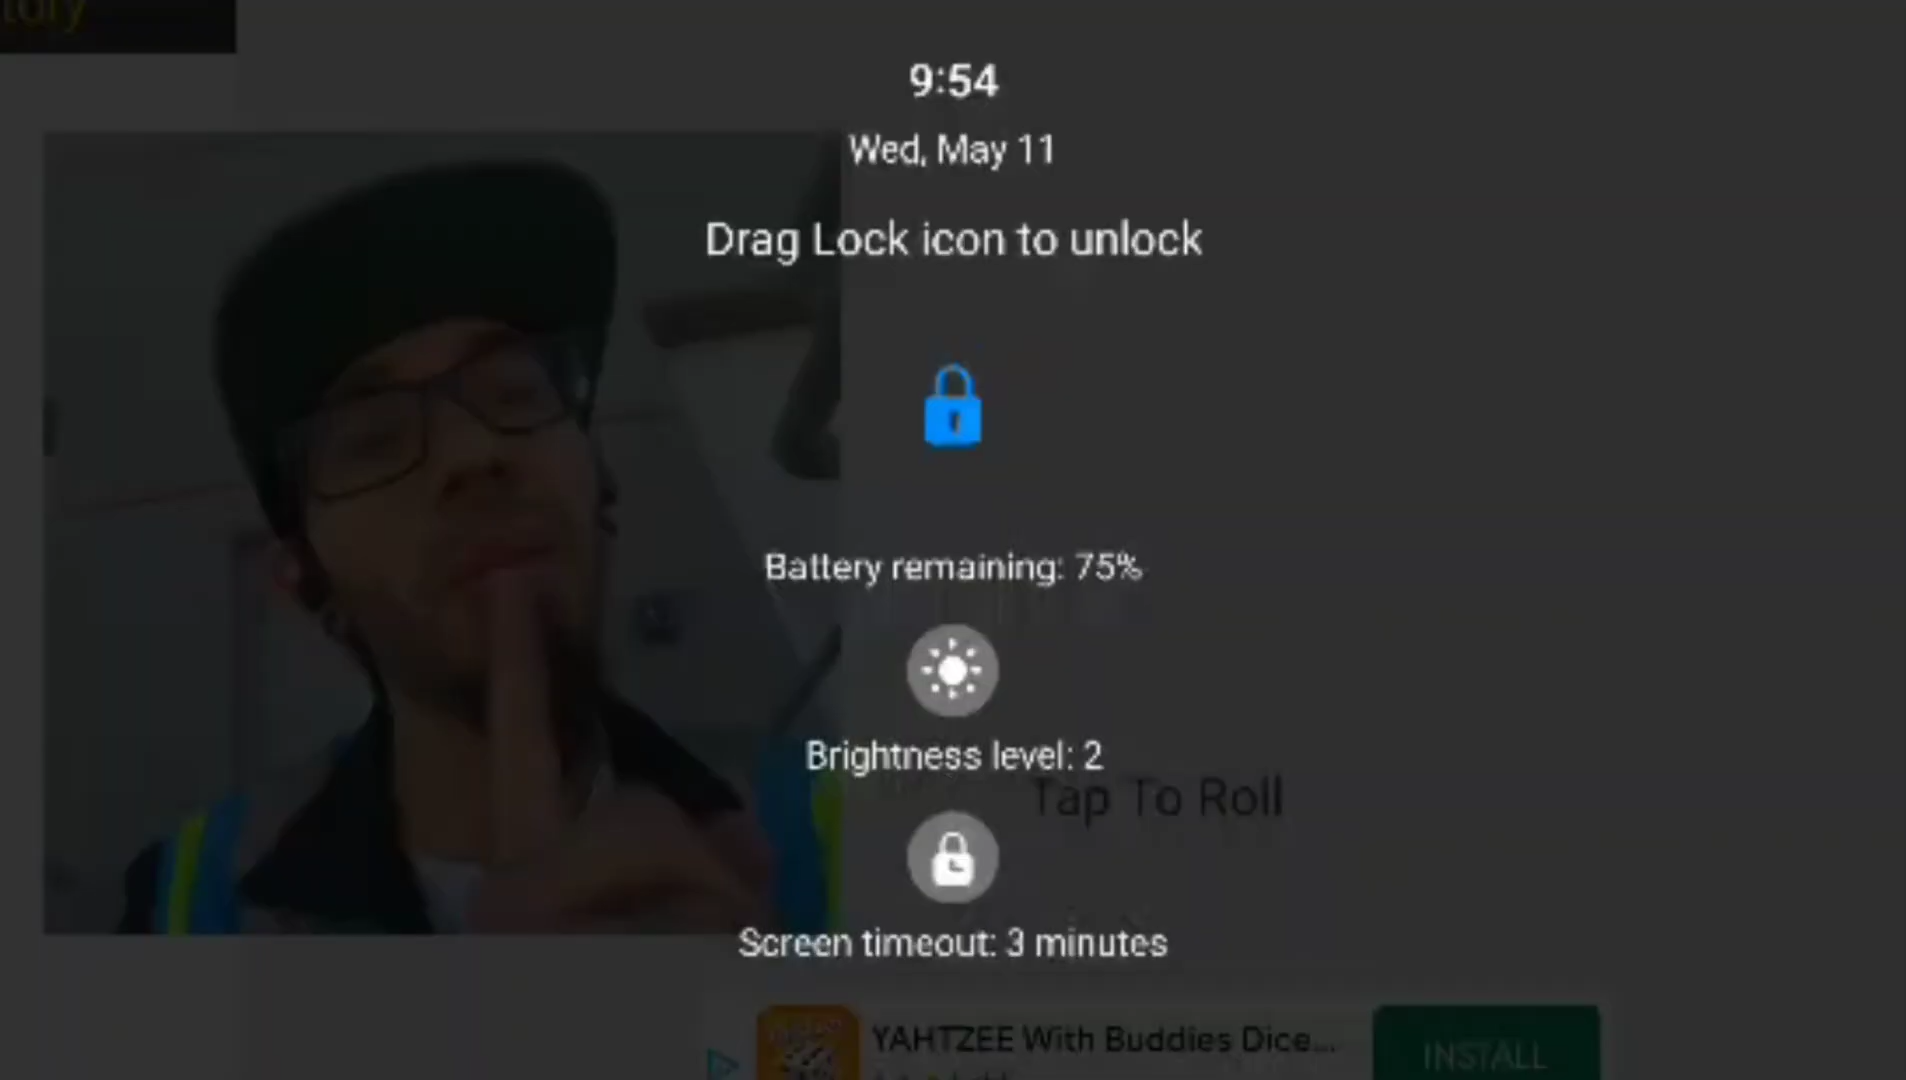 tory
9:54
Wed, May 11
Drag Lock icon to unlock
Battery remaining: 75%
Brightness level: 2
Tap To Roll
Screen timeout: 3 minutes
YAHTZEE With Buddies Dice...
INSTALL